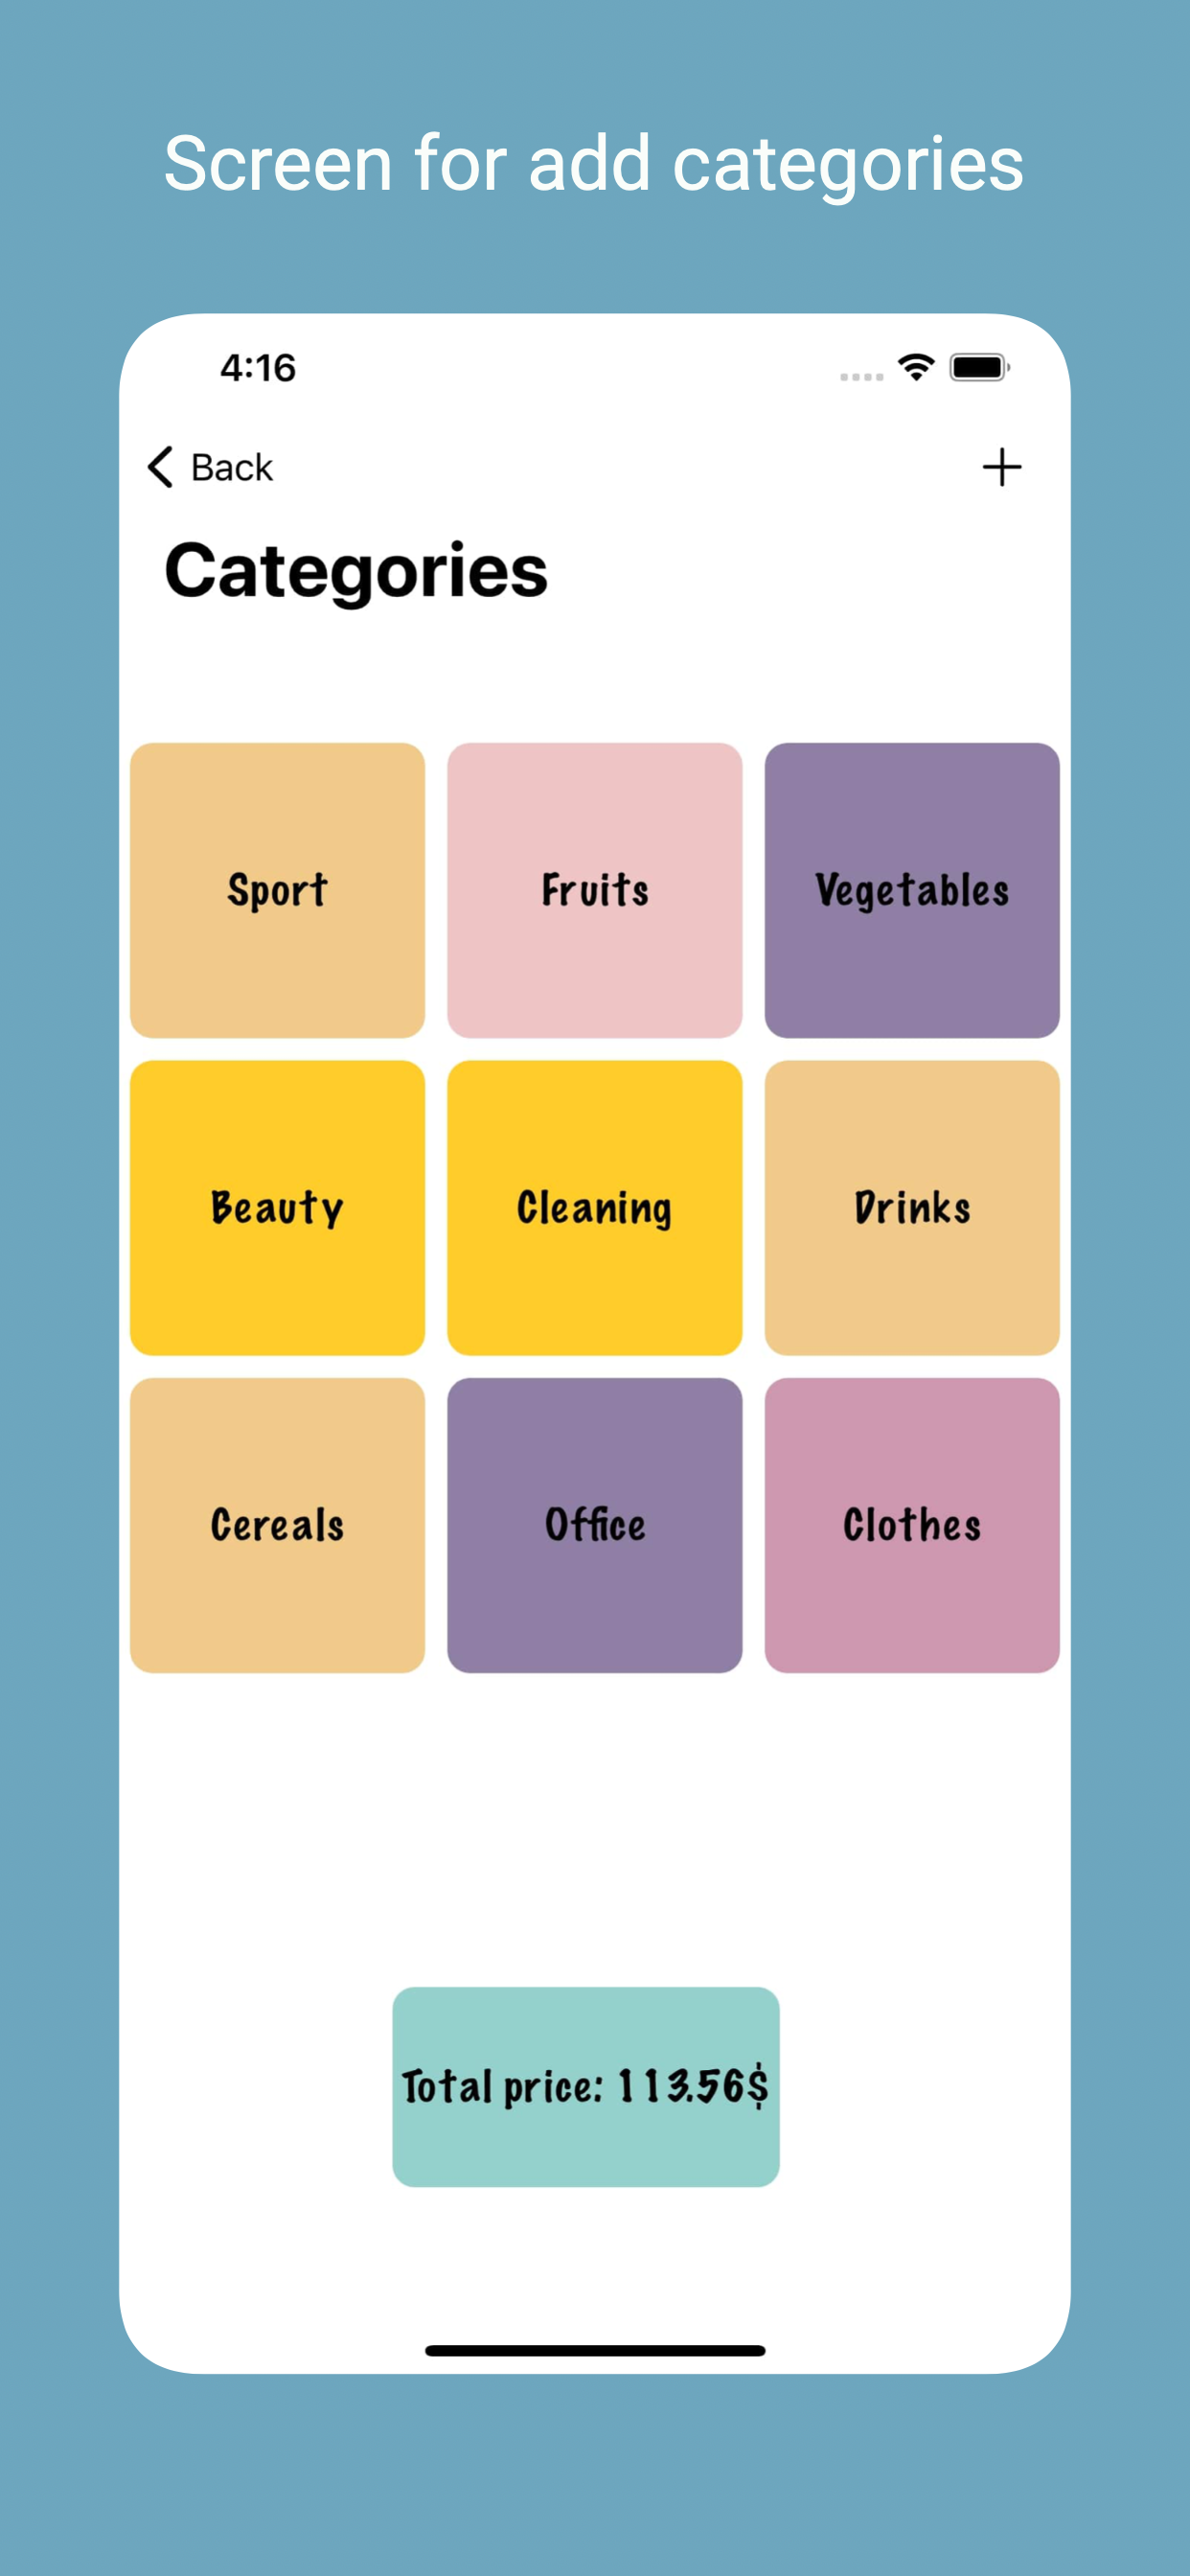 Screen for add categories
4:16
Back
Categories
Sport
Fruits
Vegetables
Beauty
Cleaning
Drinks
Cereals
Office
Clothes
Total price: 113.56$